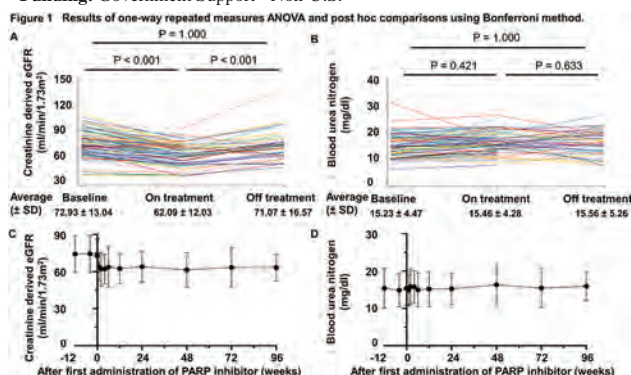 Funding: Government Support - Non-U.S.
Figure 1 Results of one-way repeated measures ANOVA and post hoc comparisons using Bonferroni method.
A
P = 1.000
P < 0.001
P < 0.001
Creatinine derived eGFR
(ml/min/1.73m²)
150
120
90
60
30
Baseline
On treatment
Off treatment
Average
(± SD)
72.93 ± 13.04
62.09 ± 12.03
71.07 ± 16.57
B
P = 1.000
P = 0.421
P = 0.633
Blood urea nitrogen
(mg/dl)
40
30
20
10
0
Baseline
On treatment
Off treatment
Average
(± SD)
15.23 ± 4.47
15.46 ± 4.28
15.56 ± 5.26
C
Creatinine derived eGFR
(ml/min/1.73m²)
90
60
30
0
-12
0
24
48
72
96
After first administration of PARP inhibitor (weeks)
D
Blood urea nitrogen
(mg/dl)
30
20
10
0
-12
0
24
48
72
96
After first administration of PARP inhibitor (weeks)